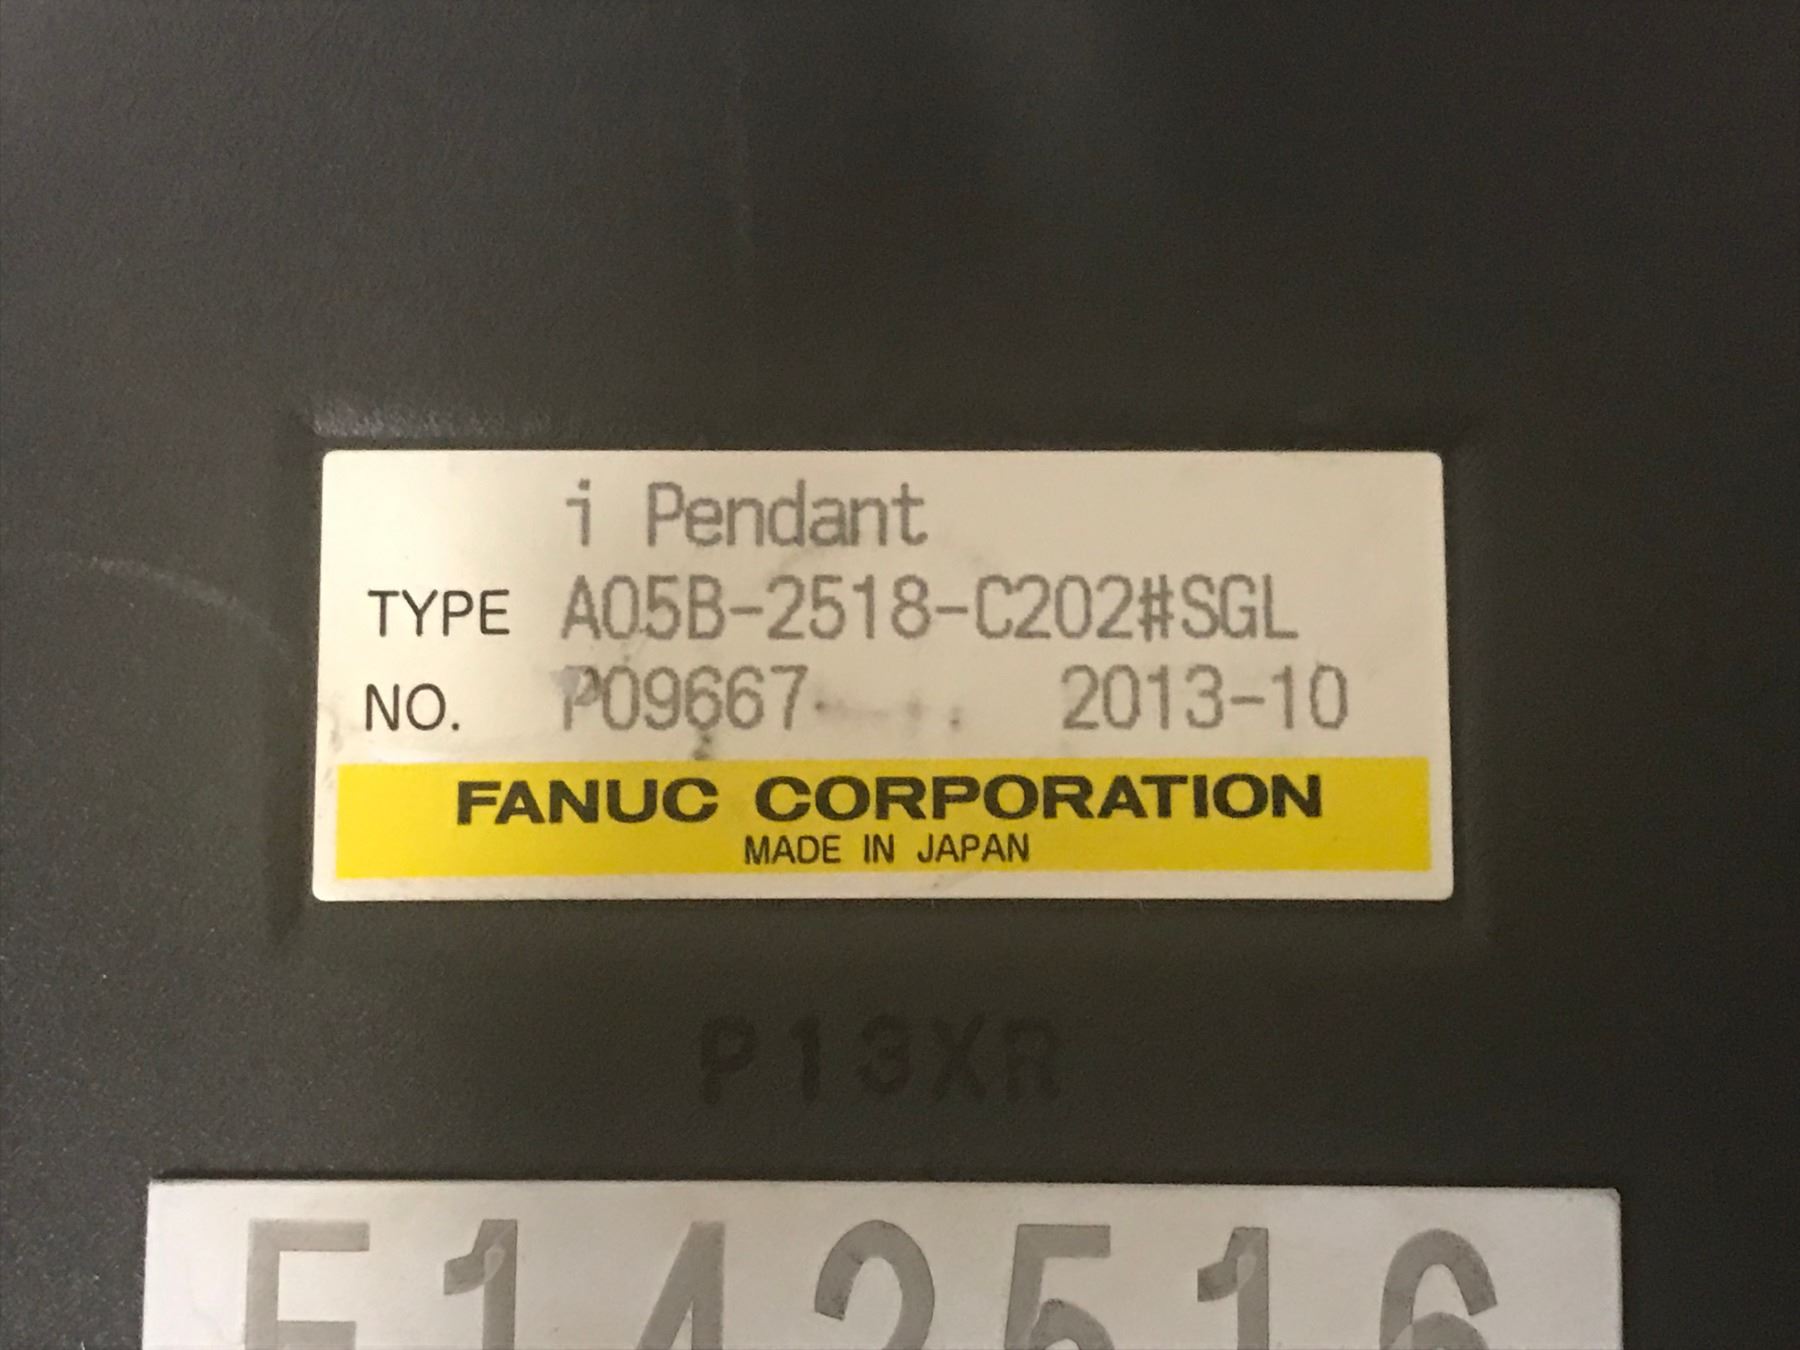 i Pendant
TYPE A05B-2518-C202#SGL
NO. P09667 2013-10
FANUC CORPORATION
MADE IN JAPAN
P13XR